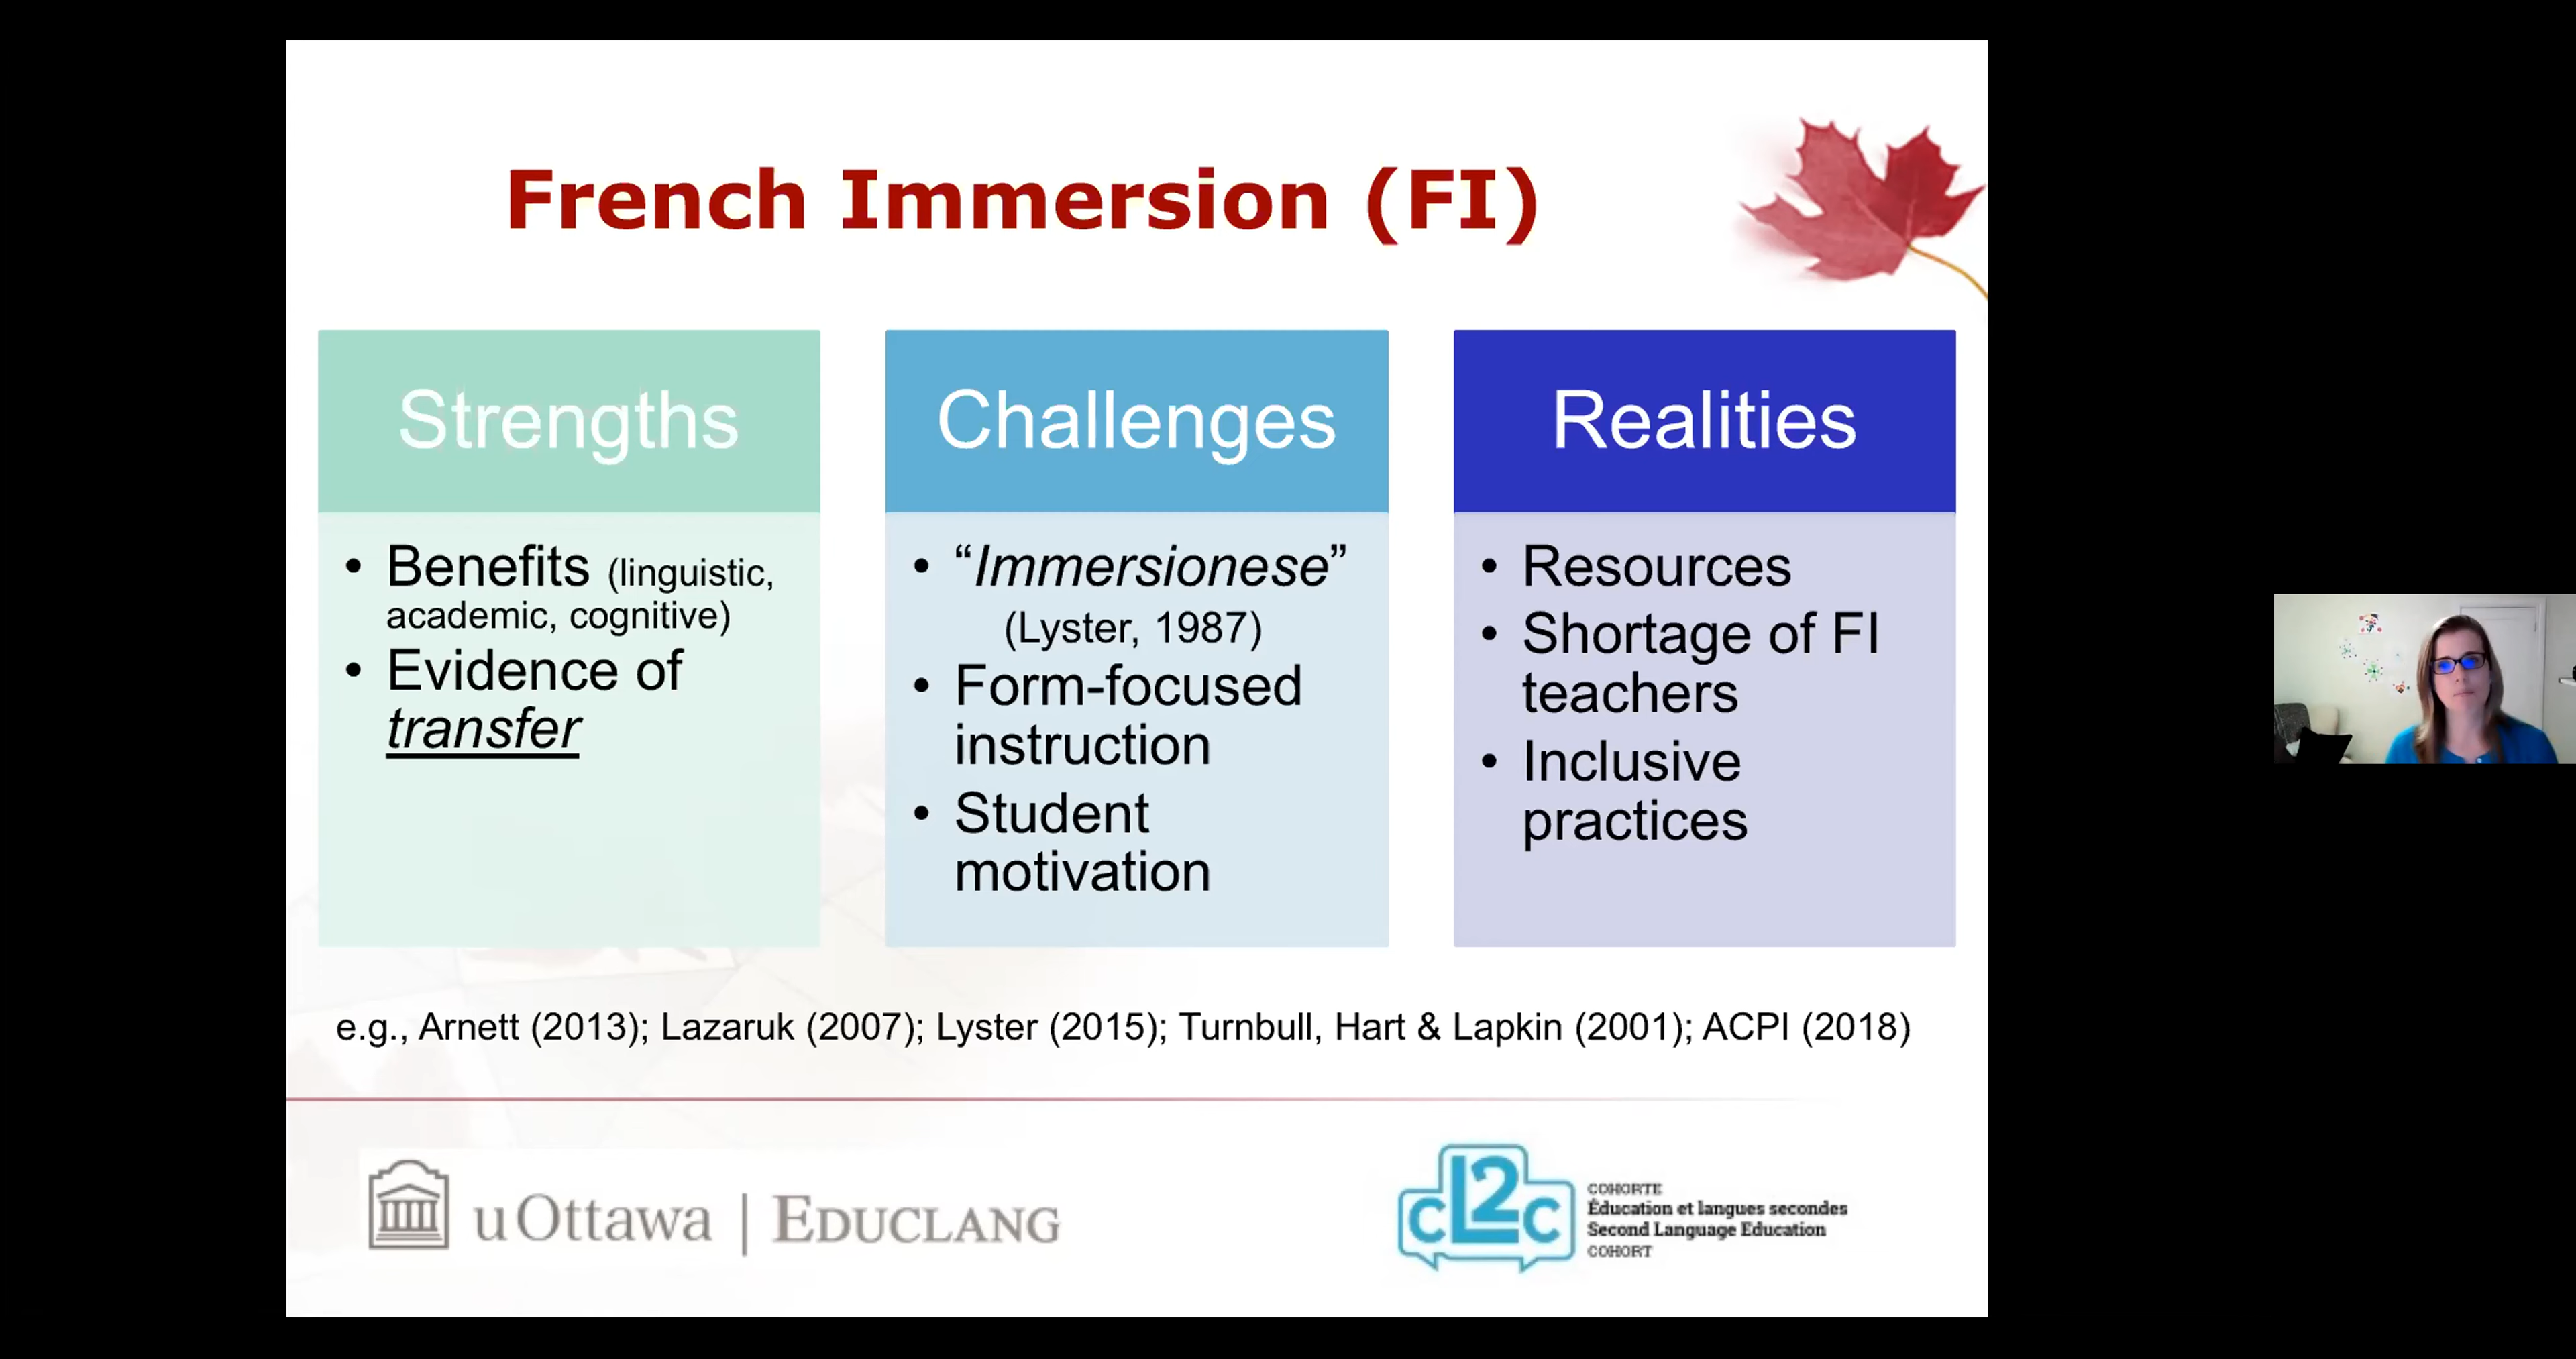 French Immersion (FI)
Strengths
• Benefits (linguistic,
academic, cognitive)
• Evidence of
transfer
Challenges
• “Immersionese”
(Lyster, 1987)
• Form-focused
instruction
• Student
motivation
Realities
• Resources
• Shortage of FI
teachers
• Inclusive
practices
e.g., Arnett (2013); Lazaruk (2007); Lyster (2015); Turnbull, Hart & Lapkin (2001); ACPI (2018)
uOttawa | EDUCLANG
cL2c
COHORTE
Éducation et langues secondes
Second Language Education
COHORT